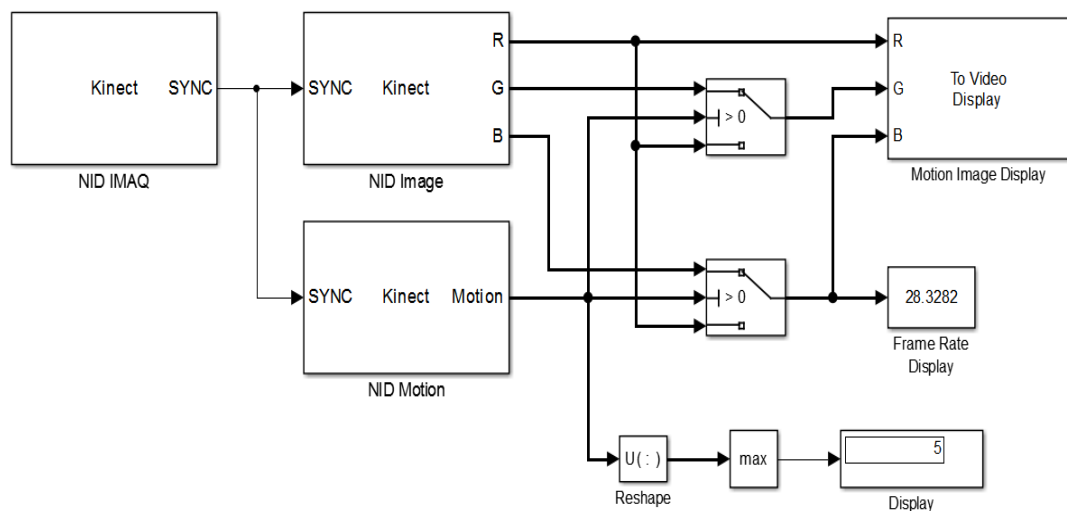 Kinect SYNC
NID IMAQ
SYNC Kinect R G B
NID Image
SYNC Kinect Motion
NID Motion
> 0
> 0
R
G
B
To Video
Display
Motion Image Display
28.3282
Frame Rate
Display
U( : )
Reshape
max
5
Display